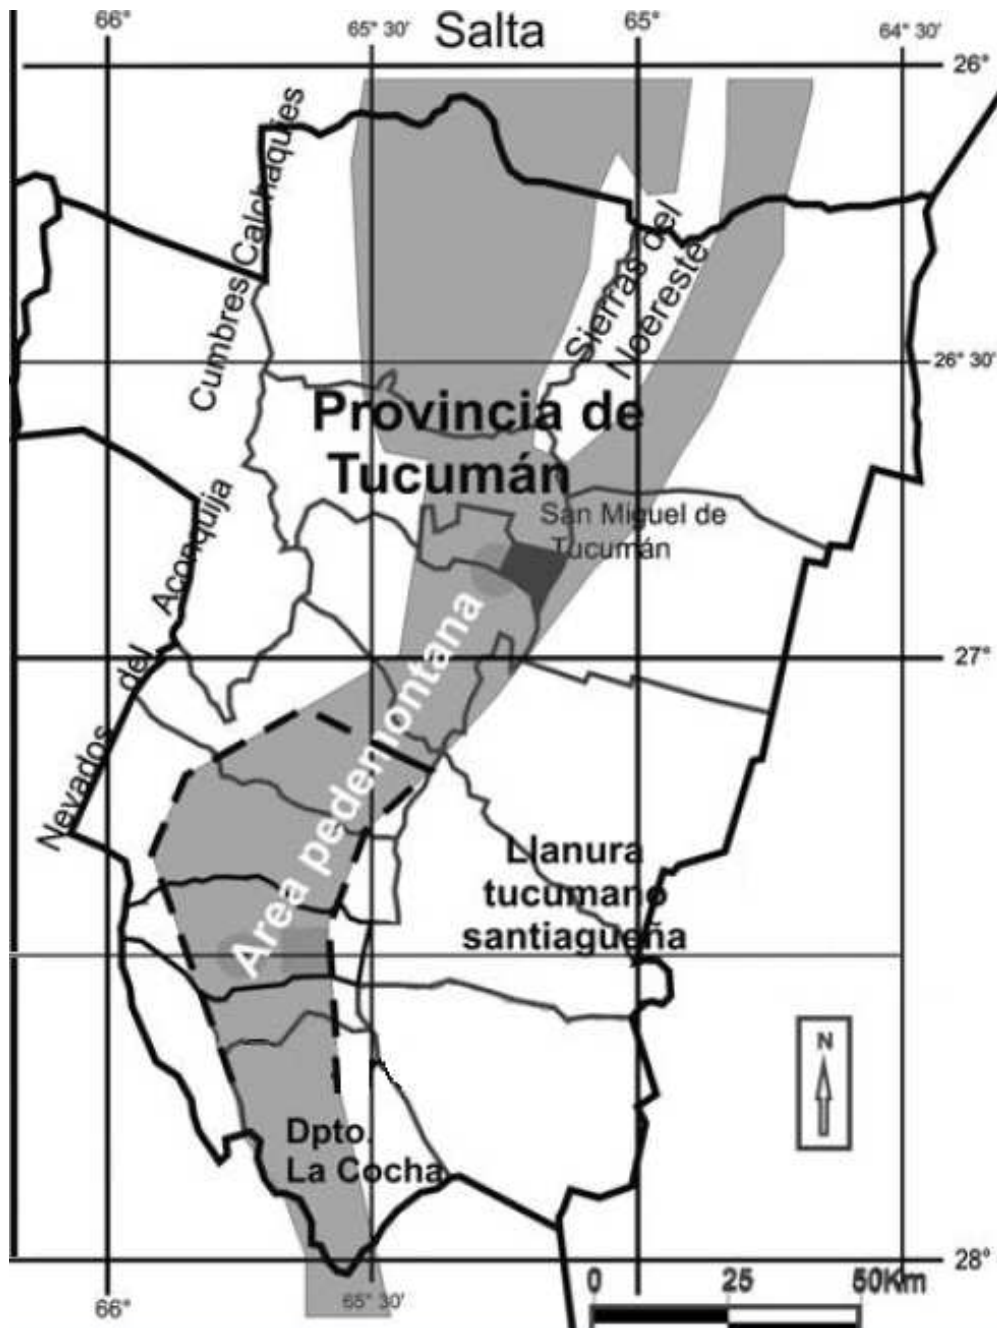 66°
65° 30'
65°
64° 30'
Salta
26°
Cumbres Calchaquies
Sierras del
Noereste
26° 30'
Provincia de
Tucumán
San Miguel de
Tucumán
Aconquija
del
Nevados
27°
Area pedemontana
Llanura
tucumano
santiagueña
N
Dpto.
La Cocha
28°
0
25
50Km
66°
65° 30'